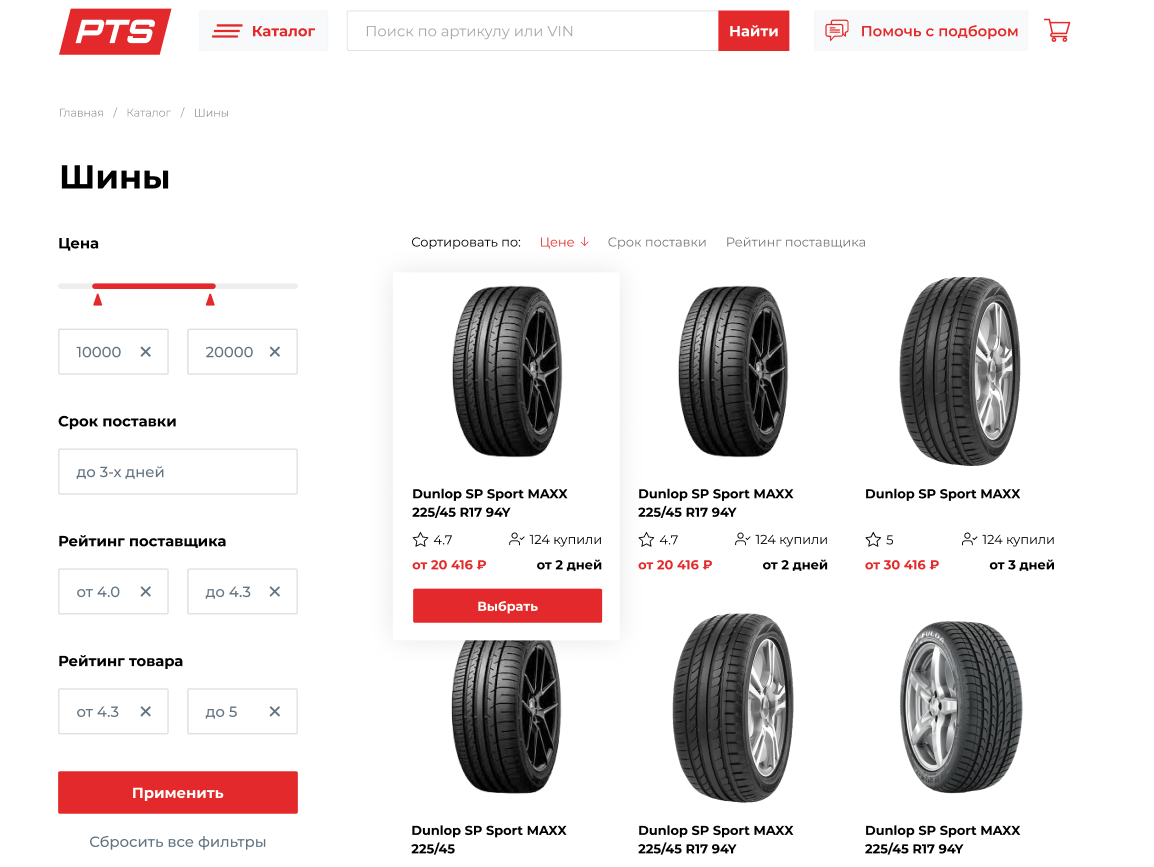 PTS
Каталог
Поиск по артикулу или VIN
Найти
Помочь с подбором
Главная / Каталог / Шины
Шины
Цена
10000
20000
Срок поставки
до 3-х дней
Рейтинг поставщика
от 4.0
до 4.3
Рейтинг товара
от 4.3
до 5
Применить
Сбросить все фильтры
Сортировать по: Цене ↓ Срок поставки Рейтинг поставщика
Dunlop SP Sport MAXX
225/45 R17 94Y
4.7 124 купили
от 20 416 ₽ от 2 дней
Выбрать
Dunlop SP Sport MAXX
225/45 R17 94Y
4.7 124 купили
от 20 416 ₽ от 2 дней
Dunlop SP Sport MAXX
5 124 купили
от 30 416 ₽ от 3 дней
Dunlop SP Sport MAXX
225/45
Dunlop SP Sport MAXX
225/45 R17 94Y
FULDA
Dunlop SP Sport MAXX
225/45 R17 94Y